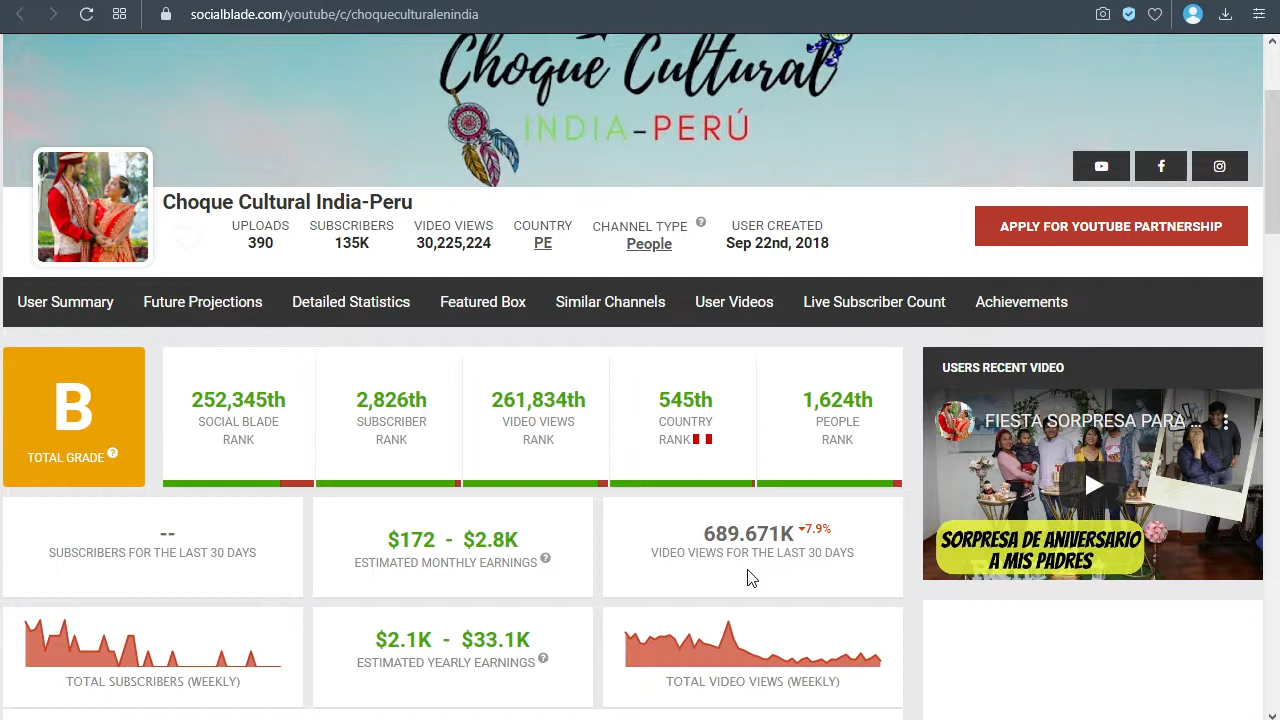 socialblade.com/youtube/c/choqueculturalenindia
Choque Cultural
INDIA-PERÚ
Choque Cultural India-Peru
UPLOADS
390
SUBSCRIBERS
135K
VIDEO VIEWS
30,225,224
COUNTRY
PE
CHANNEL TYPE ?
People
USER CREATED
Sep 22nd, 2018
APPLY FOR YOUTUBE PARTNERSHIP
User Summary
Future Projections
Detailed Statistics
Featured Box
Similar Channels
User Videos
Live Subscriber Count
Achievements
B
TOTAL GRADE ?
252,345th
SOCIAL BLADE
RANK
2,826th
SUBSCRIBER
RANK
261,834th
VIDEO VIEWS
RANK
545th
COUNTRY
RANK
1,624th
PEOPLE
RANK
USERS RECENT VIDEO
FIESTA SORPRESA PARA ...
SORPRESA DE ANIVERSARIO
A MIS PADRES
--
SUBSCRIBERS FOR THE LAST 30 DAYS
$172 - $2.8K
ESTIMATED MONTHLY EARNINGS ?
689.671K 7.9%
VIDEO VIEWS FOR THE LAST 30 DAYS
TOTAL SUBSCRIBERS (WEEKLY)
$2.1K - $33.1K
ESTIMATED YEARLY EARNINGS ?
TOTAL VIDEO VIEWS (WEEKLY)